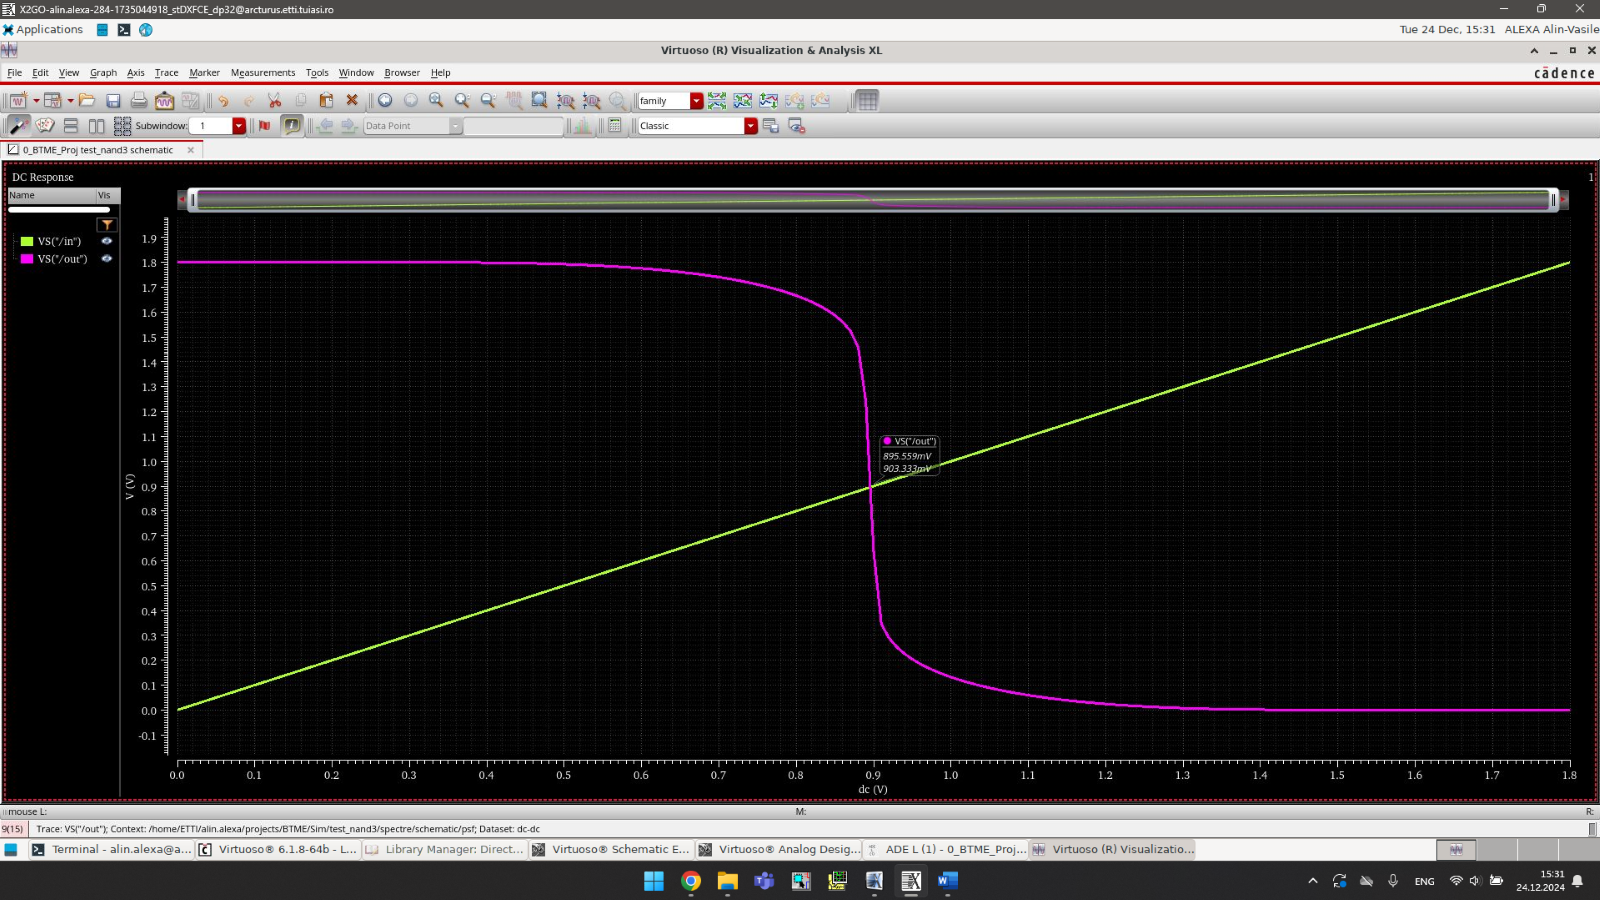 X2GO-alin.alexa-284-1735044918_stDXFCE_dp32@arcturus.etti.tuiasi.ro
Applications
Tue 24 Dec, 15:31 ALEXA Alin-Vasile
Virtuoso (R) Visualization & Analysis XL
File Edit View Graph Axis Trace Marker Measurements Tools Window Browser Help
cādence
family
Subwindow: 1 Data Point Classic
0_BTME_Proj test_nand3 schematic
DC Response
1
Name Vis
VS("/in")
VS("/out")
1.9
1.8
1.7
1.6
1.5
1.4
1.3
1.2
1.1
1.0
0.9
0.8
0.7
0.6
0.5
0.4
0.3
0.2
0.1
0.0
-0.1
V (V)
VS("/out")
895.559mV
903.333mV
0.0 0.1 0.2 0.3 0.4 0.5 0.6 0.7 0.8 0.9 1.0 1.1 1.2 1.3 1.4 1.5 1.6 1.7 1.8
dc (V)
mouse L: M: R:
9(15) Trace: VS("/out"); Context: /home/ETTI/alin.alexa/projects/BTME/Sim/test_nand3/spectre/schematic/psf; Dataset: dc-dc
Terminal - alin.alexa@a... Virtuoso® 6.1.8-64b - L... Library Manager: Direct... Virtuoso® Schematic E... Virtuoso® Analog Desig... ADE L (1) - 0_BTME_Proj... Virtuoso (R) Visualizatio...
ENG
15:31
24.12.2024